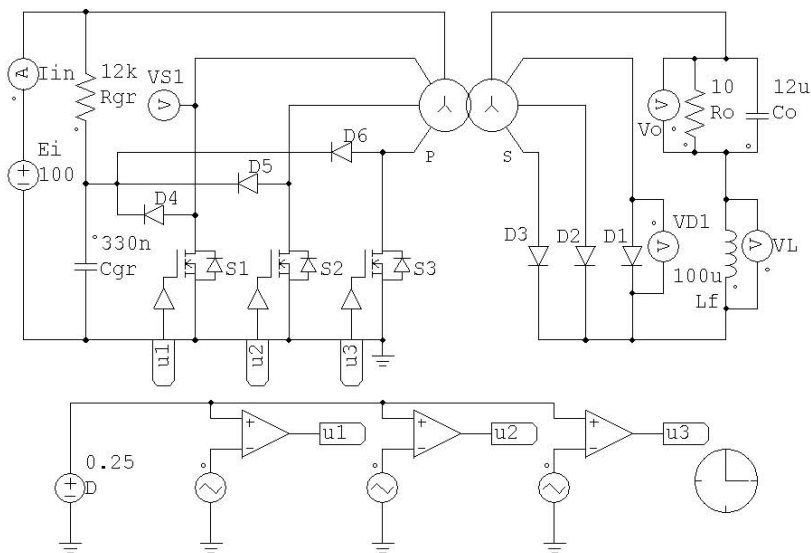 A Iin
12k
Rgr
VS1
V
Ei
100
D6
D5
D4
P
S
330n
Cgr
S1
S2
S3
u1
u2
u3
V
Vo
10
Ro
12u
Co
D3
D2
D1
VD1
V
100u
Lf
V
VL
0.25
D
u1
u2
u3